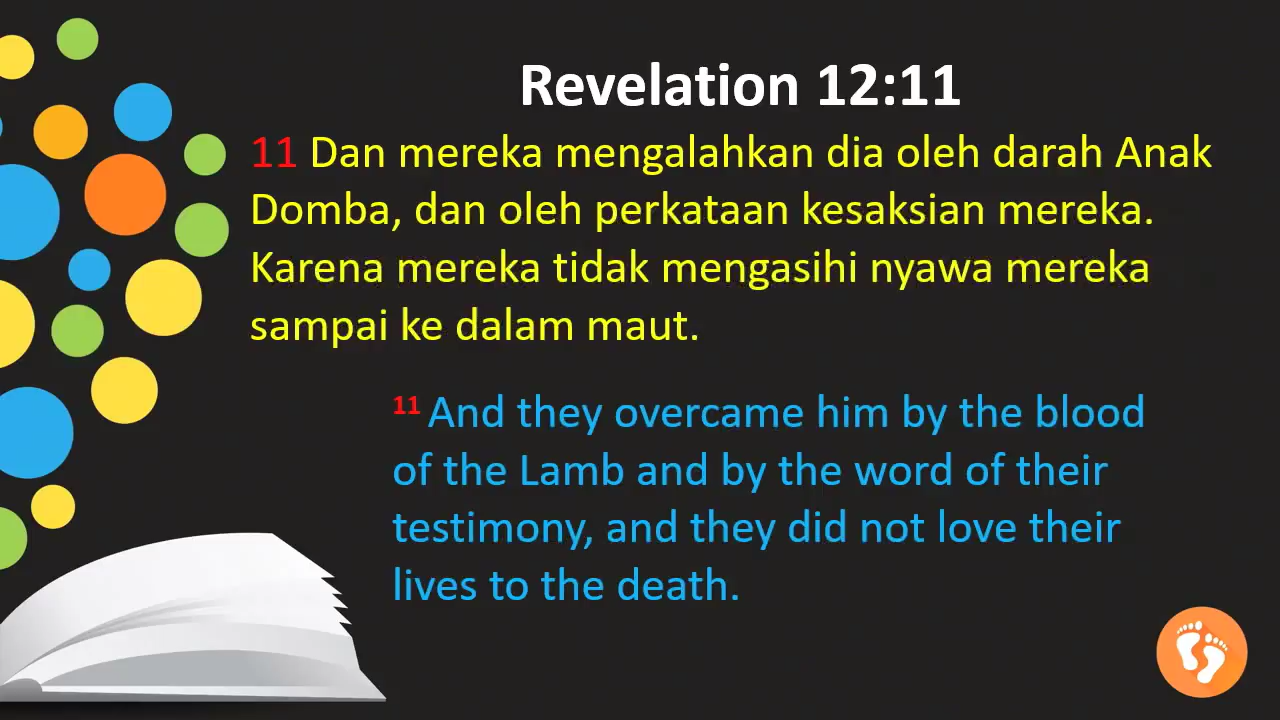 Revelation 12:11
11 Dan mereka mengalahkan dia oleh darah Anak
Domba, dan oleh perkataan kesaksian mereka.
Karena mereka tidak mengasihi nyawa mereka
sampai ke dalam maut.
11 And they overcame him by the blood
of the Lamb and by the word of their
testimony, and they did not love their
lives to the death.